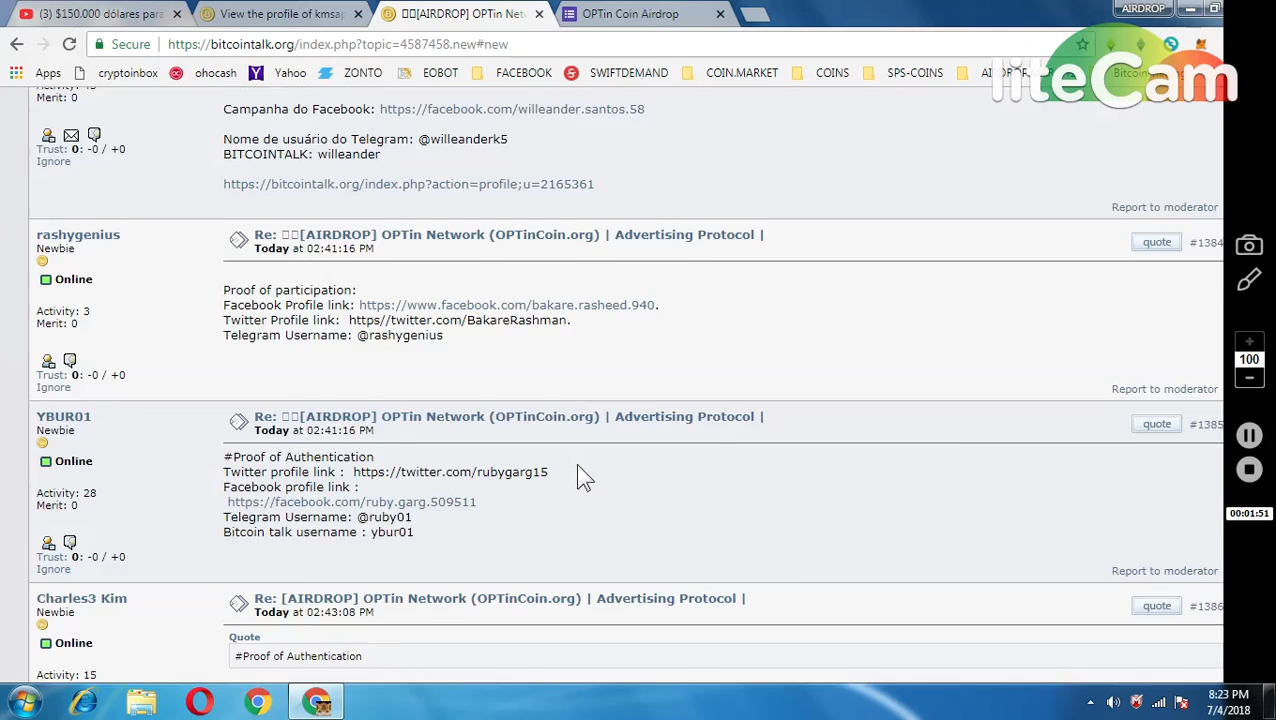 (3) $150.000 dólares para
View the profile of kmsap
[AIRDROP] OPTin Net
OPTin Coin Airdrop
AIRDROP
Secure
https://bitcointalk.org/index.php?topic=4587458.new#new
Apps
cryptoinbox
ohocash
Yahoo
EOBOT
FACEBOOK
SWIFTDEMAND
COIN.MARKET
COINS
SPS-COINS
liteCam
Merit: 0
Campanha do Facebook: https://facebook.com/willeander.santos.58
Nome de usuário do Telegram: @willeanderk5
Trust: 0: -0 / +0
BITCOINTALK: willeander
Ignore
https://bitcointalk.org/index.php?action=profile;u=2165361
Report to moderator
rashygenius
Re: [AIRDROP] OPTin Network (OPTinCoin.org) | Advertising Protocol |
quote
#1384
Newbie
Today at 02:41:16 PM
Online
Proof of participation:
Activity: 3
Facebook Profile link: https://www.facebook.com/bakare.rasheed.940.
Merit: 0
Twitter Profile link: https//twitter.com/BakareRashman.
Telegram Username: @rashygenius
Trust: 0: -0 / +0
Ignore
Report to moderator
+
100
-
YBUR01
Re: [AIRDROP] OPTin Network (OPTinCoin.org) | Advertising Protocol |
quote
#1385
Newbie
Today at 02:41:16 PM
#Proof of Authentication
Online
Twitter profile link : https://twitter.com/rubygarg15
Facebook profile link :
Activity: 28
https://facebook.com/ruby.garg.509511
Merit: 0
Telegram Username: @ruby01
Bitcoin talk username : ybur01
Trust: 0: -0 / +0
Ignore
Report to moderator
00:01:51
Charles3 Kim
Re: [AIRDROP] OPTin Network (OPTinCoin.org) | Advertising Protocol |
quote
#1386
Newbie
Today at 02:43:08 PM
Online
Quote
#Proof of Authentication
Activity: 15
8:23 PM
7/4/2018